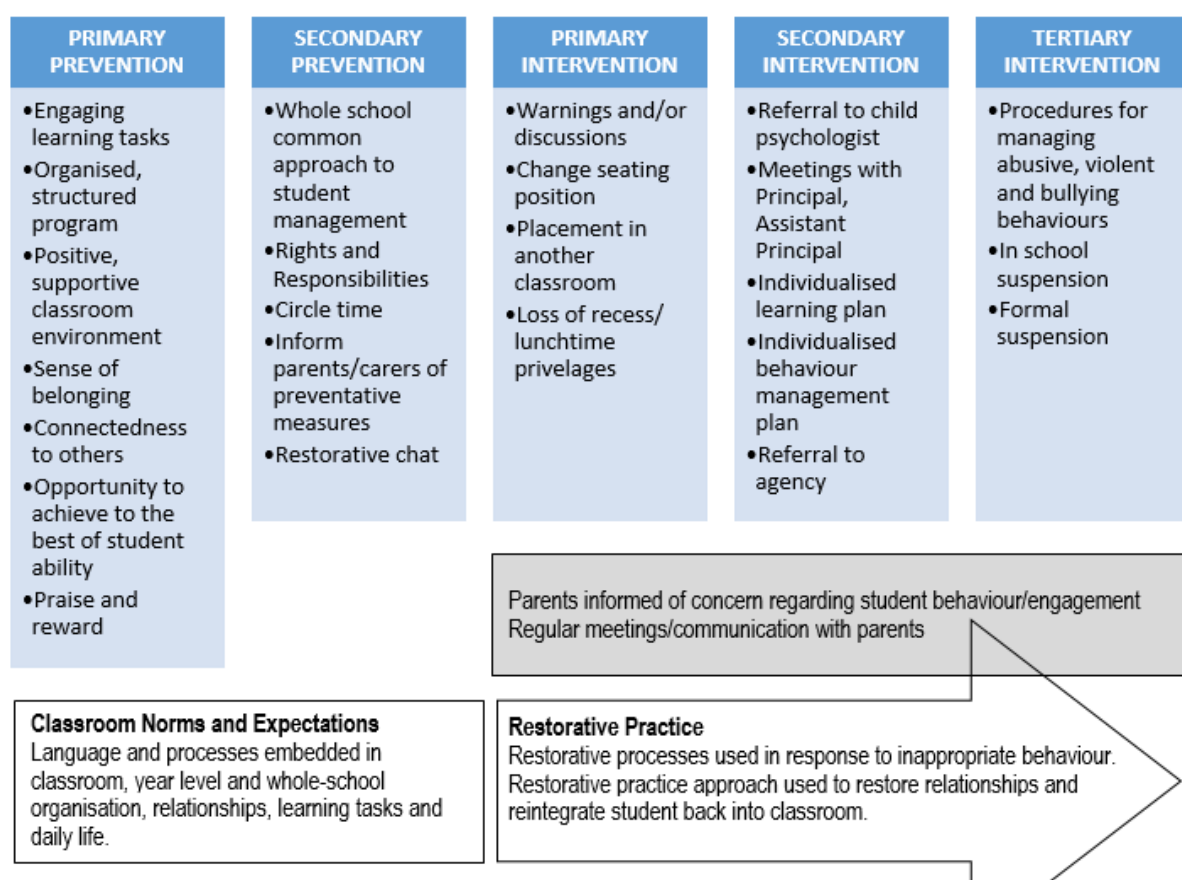 PRIMARY
PREVENTION
•Engaging
learning tasks
•Organised,
structured
program
•Positive,
supportive
classroom
environment
•Sense of
belonging
•Connectedness
to others
•Opportunity to
achieve to the
best of student
ability
•Praise and
reward
SECONDARY
PREVENTION
•Whole school
common
approach to
student
management
•Rights and
Responsibilities
•Circle time
•Inform
parents/carers of
preventative
measures
•Restorative chat
PRIMARY
INTERVENTION
•Warnings and/or
discussions
•Change seating
position
•Placement in
another
classroom
•Loss of recess/
lunchtime
privelages
SECONDARY
INTERVENTION
•Referral to child
psychologist
•Meetings with
Principal,
Assistant
Principal
•Individualised
learning plan
•Individualised
behaviour
management
plan
•Referral to
agency
TERTIARY
INTERVENTION
•Procedures for
managing
abusive, violent
and bullying
behaviours
•In school
suspension
•Formal
suspension
Parents informed of concern regarding student behaviour/engagement
Regular meetings/communication with parents
Classroom Norms and Expectations
Language and processes embedded in
classroom, year level and whole-school
organisation, relationships, learning tasks and
daily life.
Restorative Practice
Restorative processes used in response to inappropriate behaviour.
Restorative practice approach used to restore relationships and
reintegrate student back into classroom.